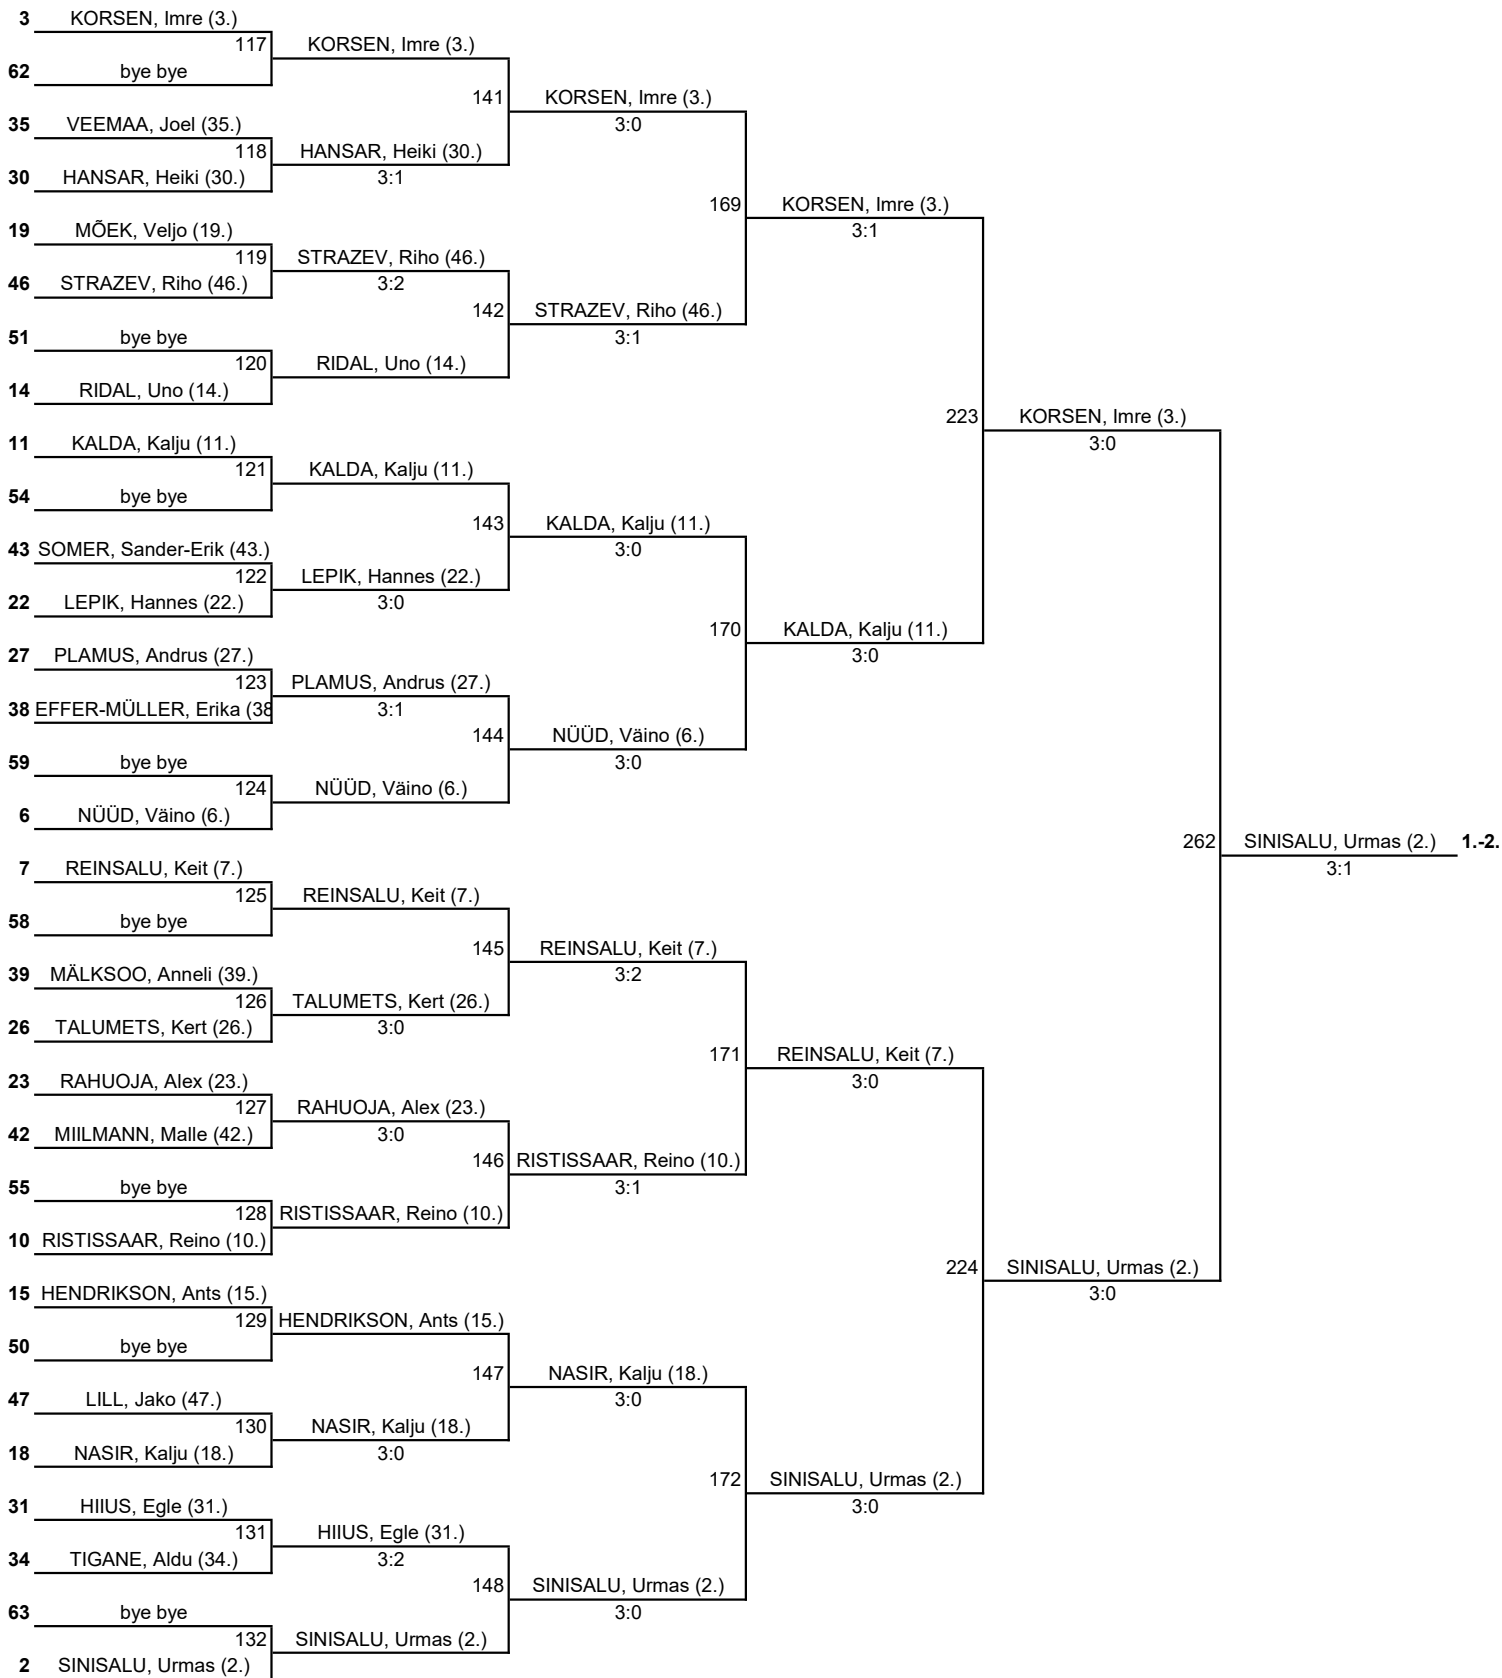 3 KORSEN, Imre (3.)
117 KORSEN, Imre (3.)
62 bye bye
141 KORSEN, Imre (3.)
35 VEEMAA, Joel (35.) 3:0
118 HANSAR, Heiki (30.)
30 HANSAR, Heiki (30.) 3:1
169 KORSEN, Imre (3.)
19 MÕEK, Veljo (19.) 3:1
119 STRAZEV, Riho (46.)
46 STRAZEV, Riho (46.) 3:2
142 STRAZEV, Riho (46.)
51 bye bye 3:1
120 RIDAL, Uno (14.)
14 RIDAL, Uno (14.)
223 KORSEN, Imre (3.)
11 KALDA, Kalju (11.) 3:0
121 KALDA, Kalju (11.)
54 bye bye
143 KALDA, Kalju (11.)
43 SOMER, Sander-Erik (43.) 3:0
122 LEPIK, Hannes (22.)
22 LEPIK, Hannes (22.) 3:0
170 KALDA, Kalju (11.)
27 PLAMUS, Andrus (27.) 3:0
123 PLAMUS, Andrus (27.)
38 EFFER-MÜLLER, Erika (38 3:1
144 NÜÜD, Väino (6.)
59 bye bye 3:0
124 NÜÜD, Väino (6.)
6 NÜÜD, Väino (6.)
262 SINISALU, Urmas (2.) 1.-2.
7 REINSALU, Keit (7.) 3:1
125 REINSALU, Keit (7.)
58 bye bye
145 REINSALU, Keit (7.)
39 MÄLKSOO, Anneli (39.) 3:2
126 TALUMETS, Kert (26.)
26 TALUMETS, Kert (26.) 3:0
171 REINSALU, Keit (7.)
23 RAHUOJA, Alex (23.) 3:0
127 RAHUOJA, Alex (23.)
42 MIILMANN, Malle (42.) 3:0
146 RISTISSAAR, Reino (10.)
55 bye bye 3:1
128 RISTISSAAR, Reino (10.)
10 RISTISSAAR, Reino (10.)
224 SINISALU, Urmas (2.)
15 HENDRIKSON, Ants (15.) 3:0
129 HENDRIKSON, Ants (15.)
50 bye bye
147 NASIR, Kalju (18.)
47 LILL, Jako (47.) 3:0
130 NASIR, Kalju (18.)
18 NASIR, Kalju (18.) 3:0
172 SINISALU, Urmas (2.)
31 HIIUS, Egle (31.) 3:0
131 HIIUS, Egle (31.)
34 TIGANE, Aldu (34.) 3:2
148 SINISALU, Urmas (2.)
63 bye bye 3:0
132 SINISALU, Urmas (2.)
2 SINISALU, Urmas (2.)